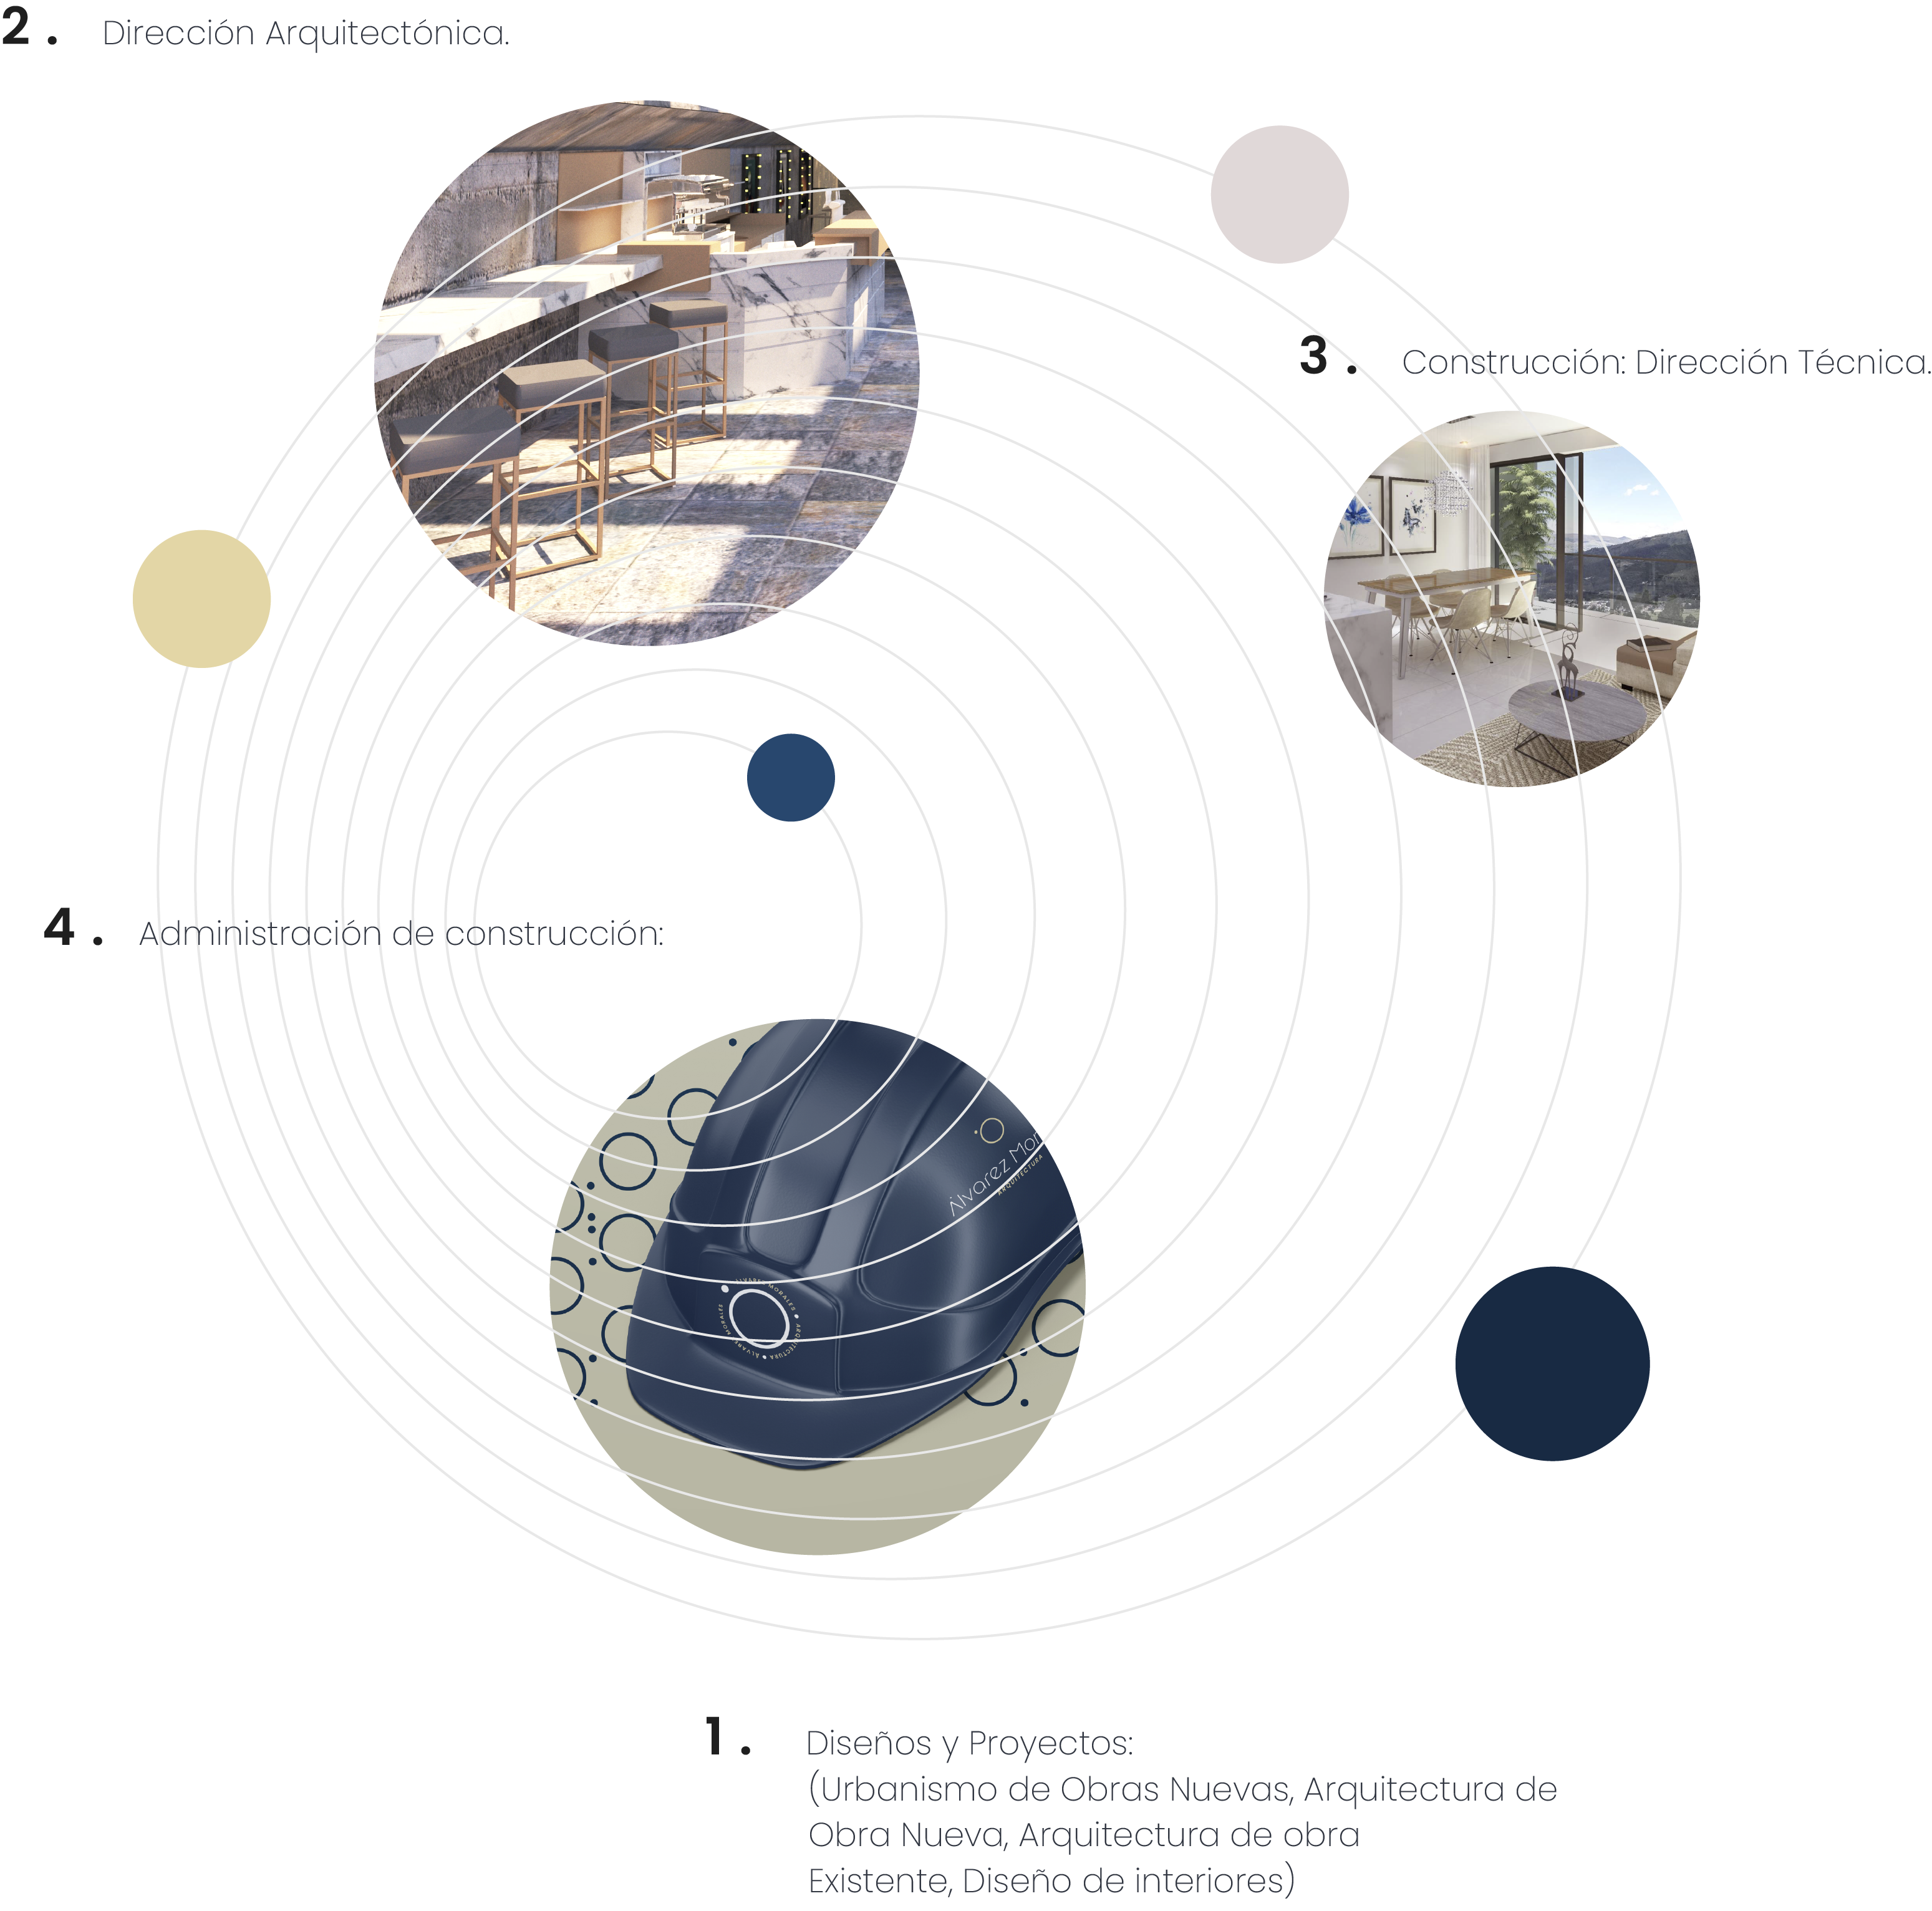 2 . Dirección Arquitectónica.
3 . Construcción: Dirección Técnica.
4 . Administración de construcción:
Álvarez Mor
ARQUITECTURA
ÁLVAREZ MORALES ● ARQUITECTURA ● ÁLVAREZ MORALES
1 . Diseños y Proyectos:
(Urbanismo de Obras Nuevas, Arquitectura de
Obra Nueva, Arquitectura de obra
Existente, Diseño de interiores)